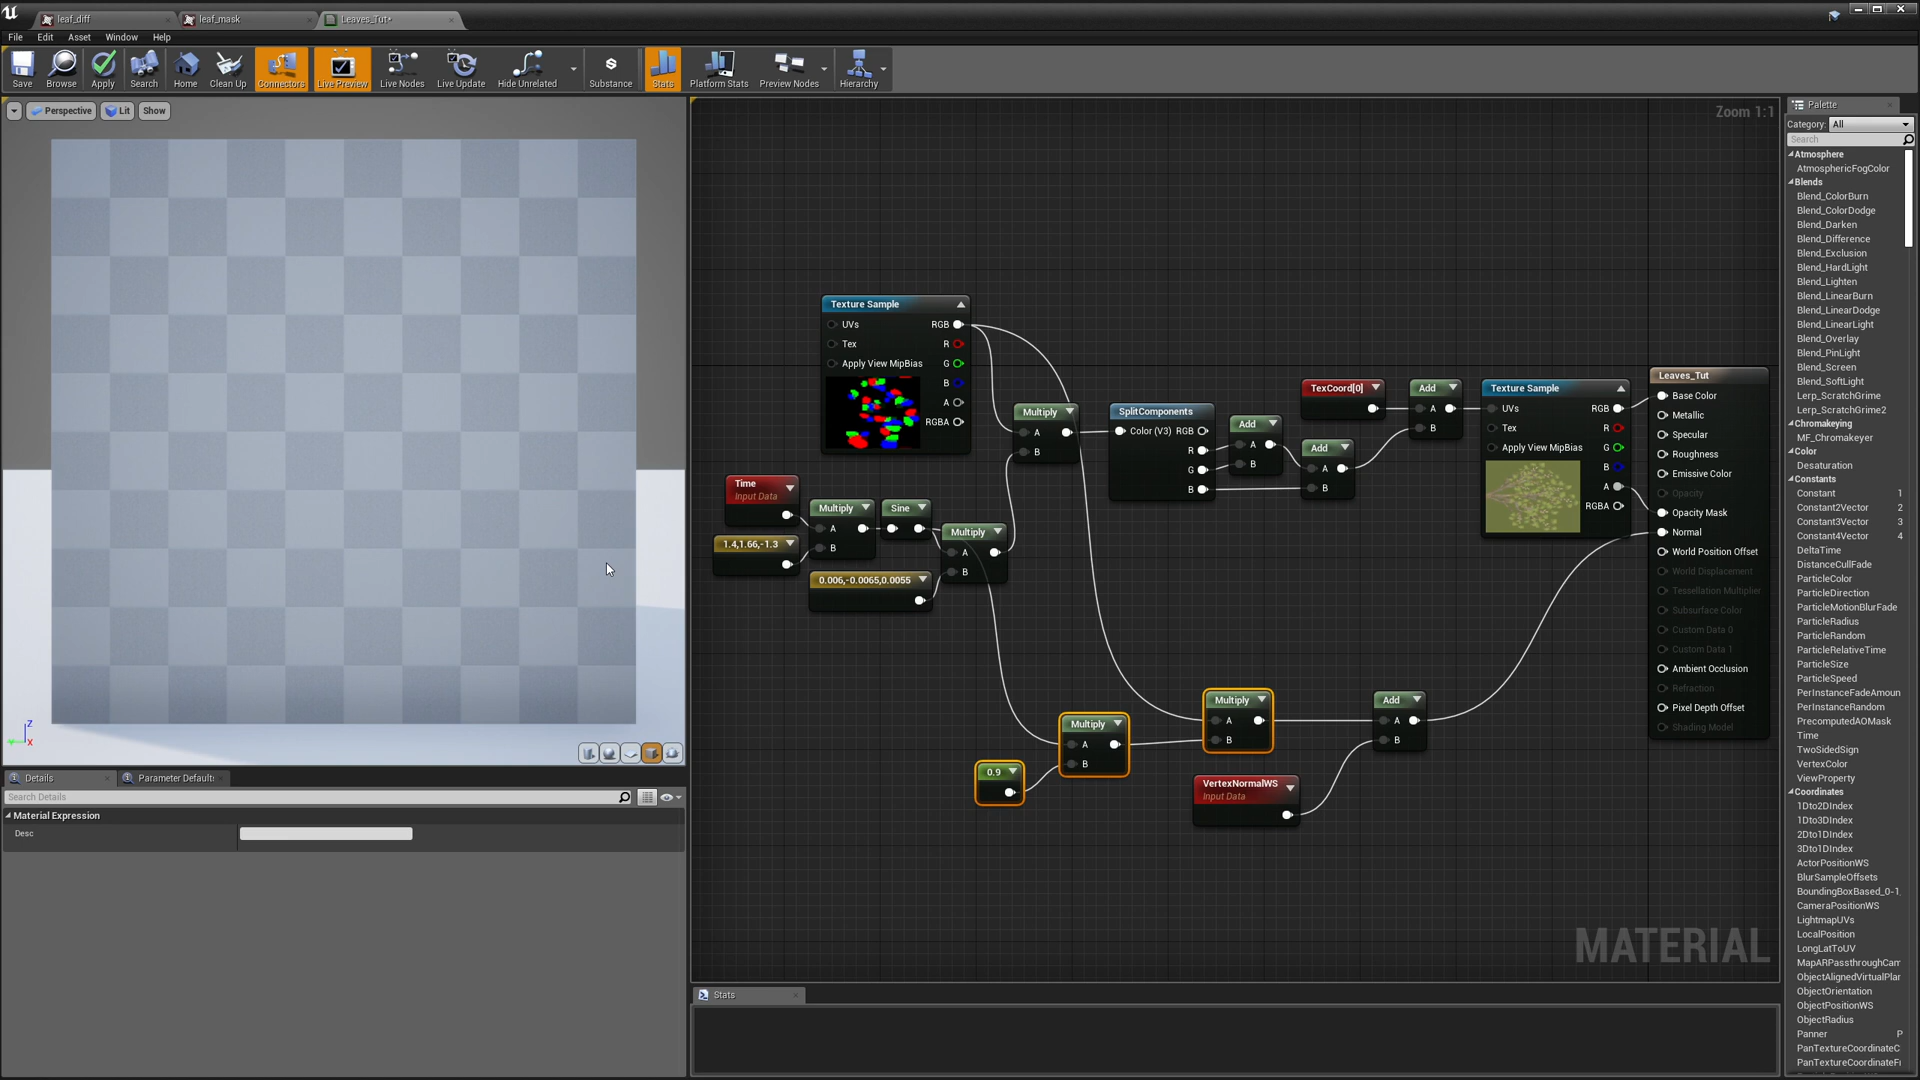 leaf_diff
leaf_mask
Leaves_Tut*
File Edit Asset Window Help
Save
Browse
Apply
Search
Home
Clean Up
Connectors
Live Preview
Live Nodes
Live Update
Hide Unrelated
Substance
Stats
Platform Stats
Preview Nodes
Hierarchy
Perspective
Lit
Show
Z
Y
X
Details
Parameter Default
Search Details
Material Expression
Desc
Zoom 1:1
Texture Sample
UVs RGB
Tex R
Apply View MipBias G
B
A
RGBA
Time
Input Data
1.4,1.66,-1.3
Multiply
A
B
Sine
0.006,-0.0065,0.0055
Multiply
A
B
Multiply
A
B
SplitComponents
Color (V3) RGB
R
G
B
Add
A
B
Add
A
B
TexCoord[0]
Add
A
B
Texture Sample
UVs RGB
Tex R
Apply View MipBias G
B
A
RGBA
Leaves_Tut
Base Color
Metallic
Specular
Roughness
Emissive Color
Opacity
Opacity Mask
Normal
World Position Offset
World Displacement
Tessellation Multiplier
Subsurface Color
Custom Data 0
Custom Data 1
Ambient Occlusion
Refraction
Pixel Depth Offset
Shading Model
0.9
Multiply
A
B
Multiply
A
B
VertexNormalWS
Input Data
Add
A
B
MATERIAL
Stats
Palette
Category: All
Search
Atmosphere
AtmosphericFogColor
Blends
Blend_ColorBurn
Blend_ColorDodge
Blend_Darken
Blend_Difference
Blend_Exclusion
Blend_HardLight
Blend_Lighten
Blend_LinearBurn
Blend_LinearDodge
Blend_LinearLight
Blend_Overlay
Blend_PinLight
Blend_Screen
Blend_SoftLight
Lerp_ScratchGrime
Lerp_ScratchGrime2
Chromakeying
MF_Chromakeyer
Color
Desaturation
Constants
Constant 1
Constant2Vector 2
Constant3Vector 3
Constant4Vector 4
DeltaTime
DistanceCullFade
ParticleColor
ParticleDirection
ParticleMotionBlurFade
ParticleRadius
ParticleRandom
ParticleRelativeTime
ParticleSize
ParticleSpeed
PerInstanceFadeAmoun
PerInstanceRandom
PrecomputedAOMask
Time
TwoSidedSign
VertexColor
ViewProperty
Coordinates
1Dto2DIndex
1Dto3DIndex
2Dto1DIndex
3Dto1DIndex
ActorPositionWS
BlurSampleOffsets
BoundingBoxBased_0-1
CameraPositionWS
LightmapUVs
LocalPosition
LongLatToUV
MapARPassthroughCam
ObjectAlignedVirtualPlan
ObjectOrientation
ObjectPositionWS
ObjectRadius
Panner P
PanTextureCoordinateC
PanTextureCoordinateFr